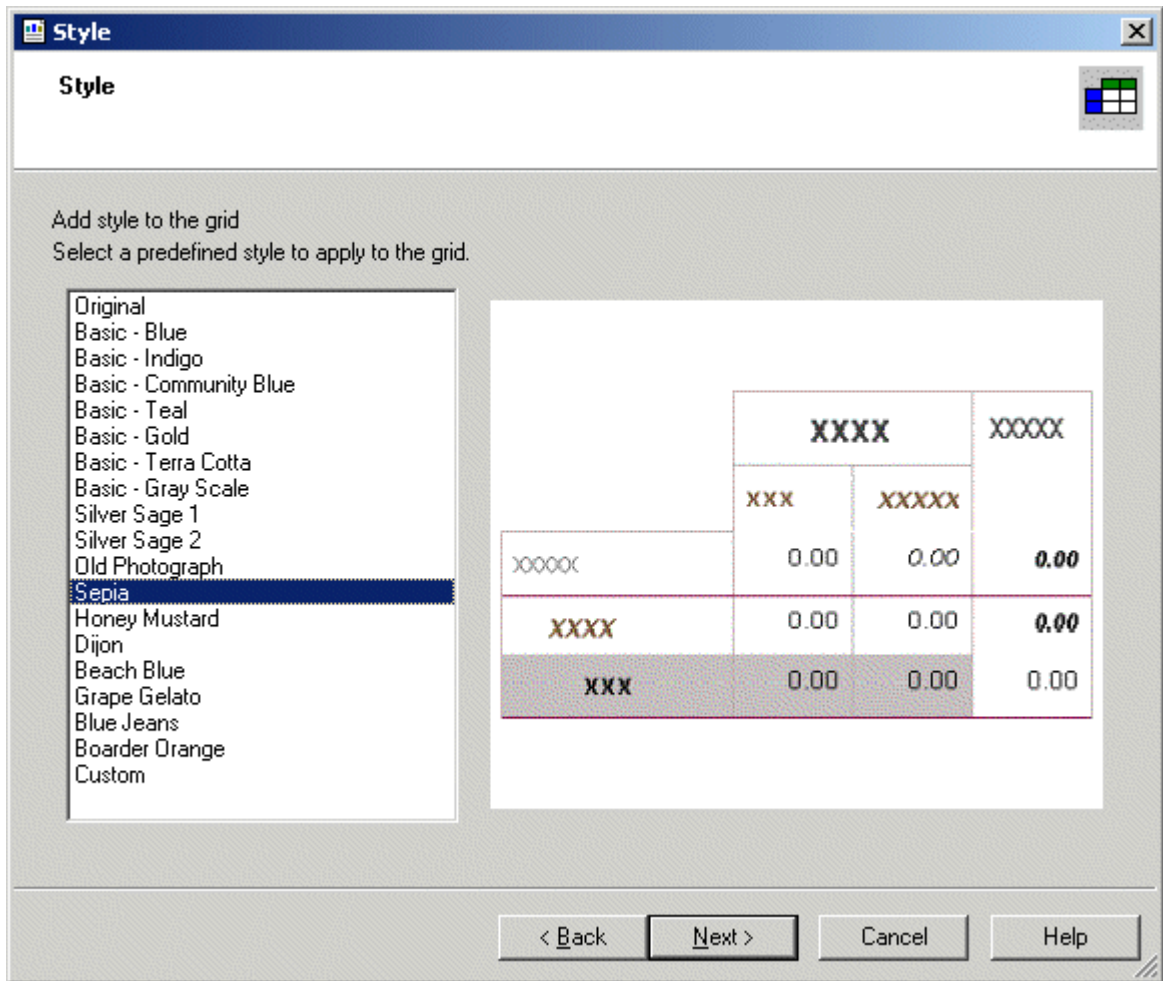 Style
Style
Add style to the grid
Select a predefined style to apply to the grid.
Original
Basic - Blue
Basic - Indigo
Basic - Community Blue
Basic - Teal
Basic - Gold
Basic - Terra Cotta
Basic - Gray Scale
Silver Sage 1
Silver Sage 2
Old Photograph
Sepia
Honey Mustard
Dijon
Beach Blue
Grape Gelato
Blue Jeans
Boarder Orange
Custom
XXXX XXXXX
XXX XXXXX
XXXXX 0.00 0.00 0.00
XXXX 0.00 0.00 0.00
XXX 0.00 0.00 0.00
< Back Next > Cancel Help